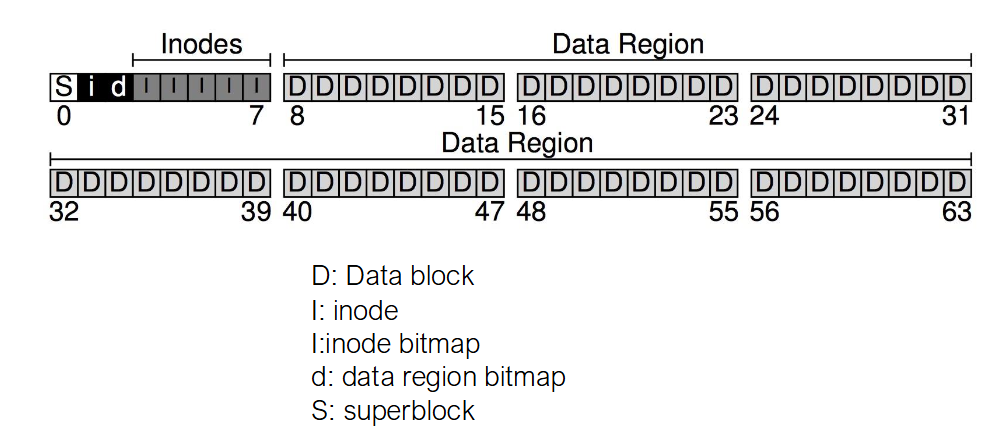 Inodes Data Region
S i d I I I I I D D D D D D D D D D D D D D D D D D D D D D D D
0 7 8 15 16 23 24 31
Data Region
D D D D D D D D D D D D D D D D D D D D D D D D D D D D D D D D
32 39 40 47 48 55 56 63
D: Data block
I: inode
I:inode bitmap
d: data region bitmap
S: superblock